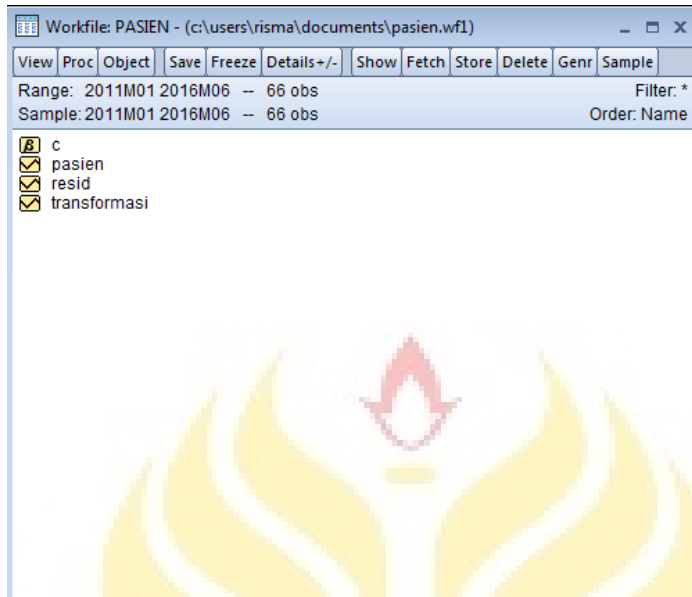 Workfile: PASIEN - (c:\users\risma\documents\pasien.wf1)
View Proc Object Save Freeze Details+/- Show Fetch Store Delete Genr Sample
Range: 2011M01 2016M06 -- 66 obs Filter: *
Sample: 2011M01 2016M06 -- 66 obs Order: Name
β c
pasien
resid
transformasi